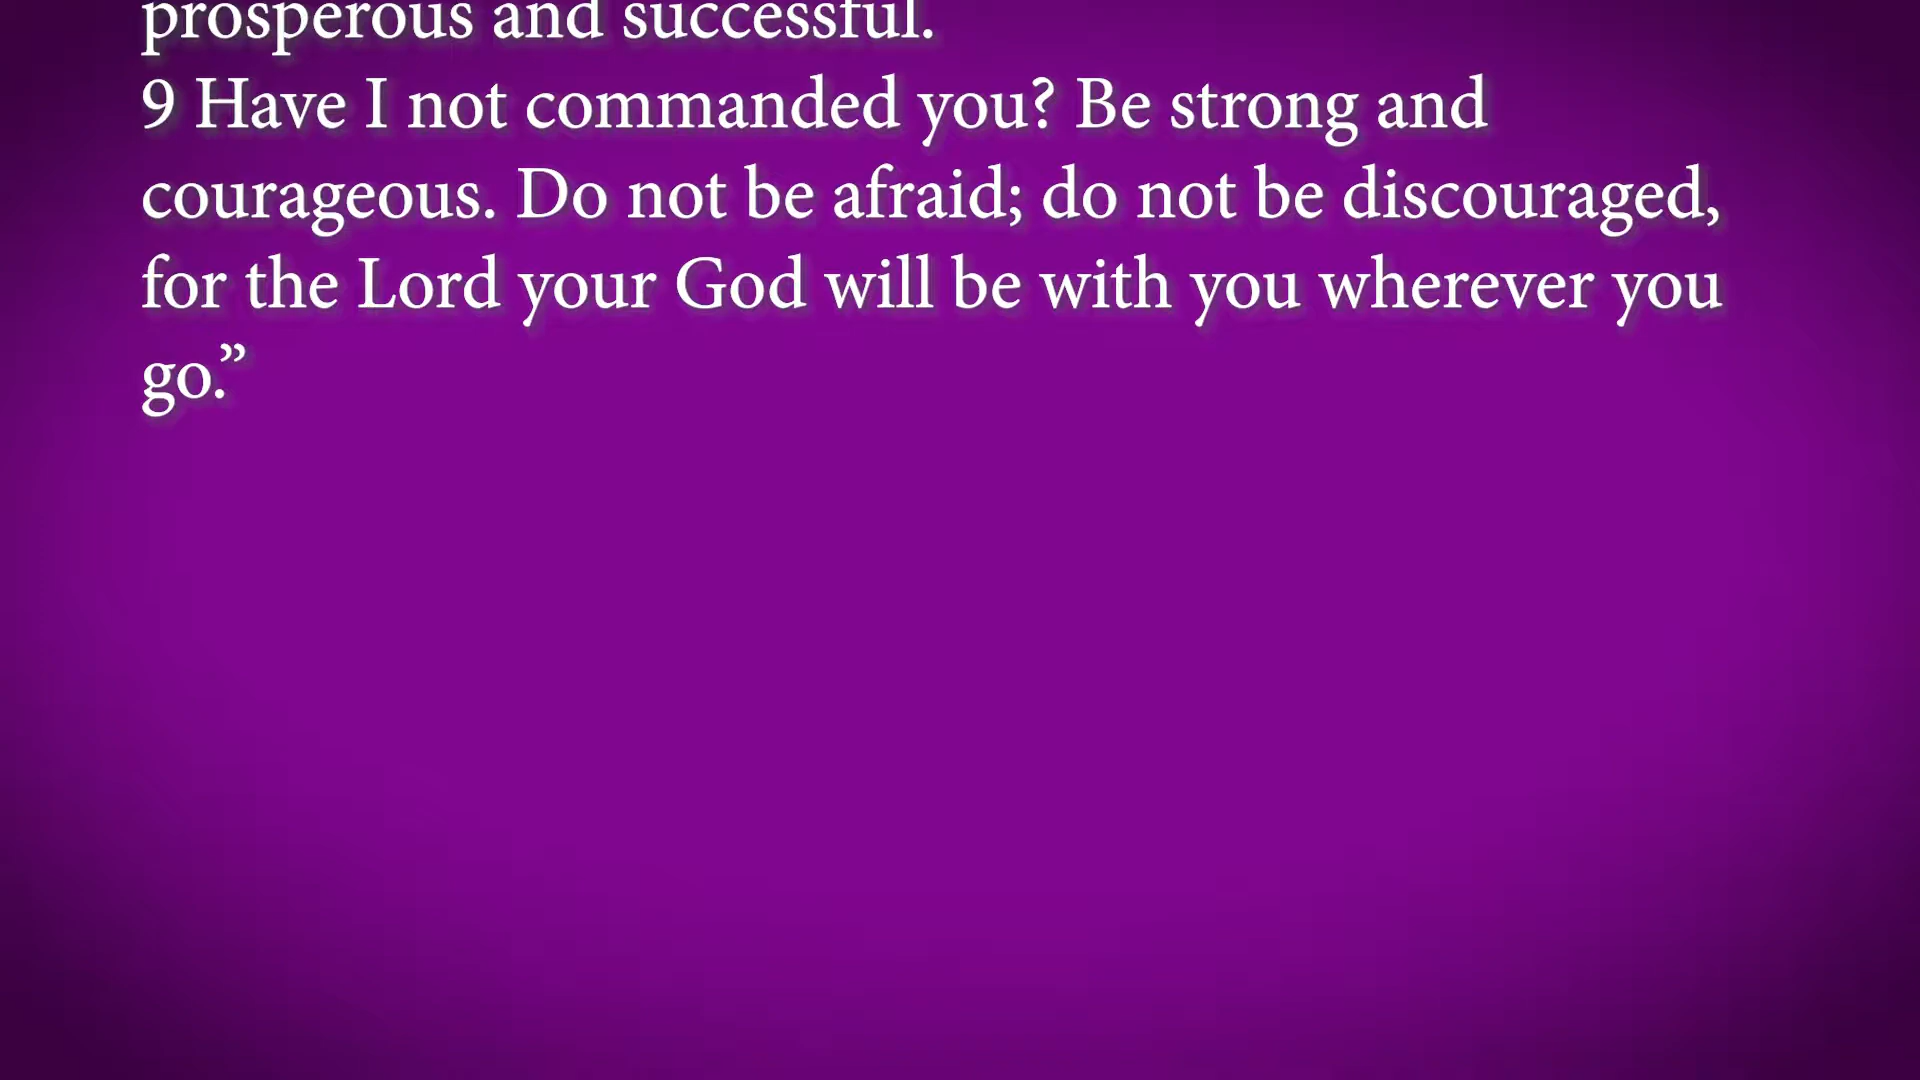 prosperous and successful.
9 Have I not commanded you? Be strong and
courageous. Do not be afraid; do not be discouraged,
for the Lord your God will be with you wherever you
go.”